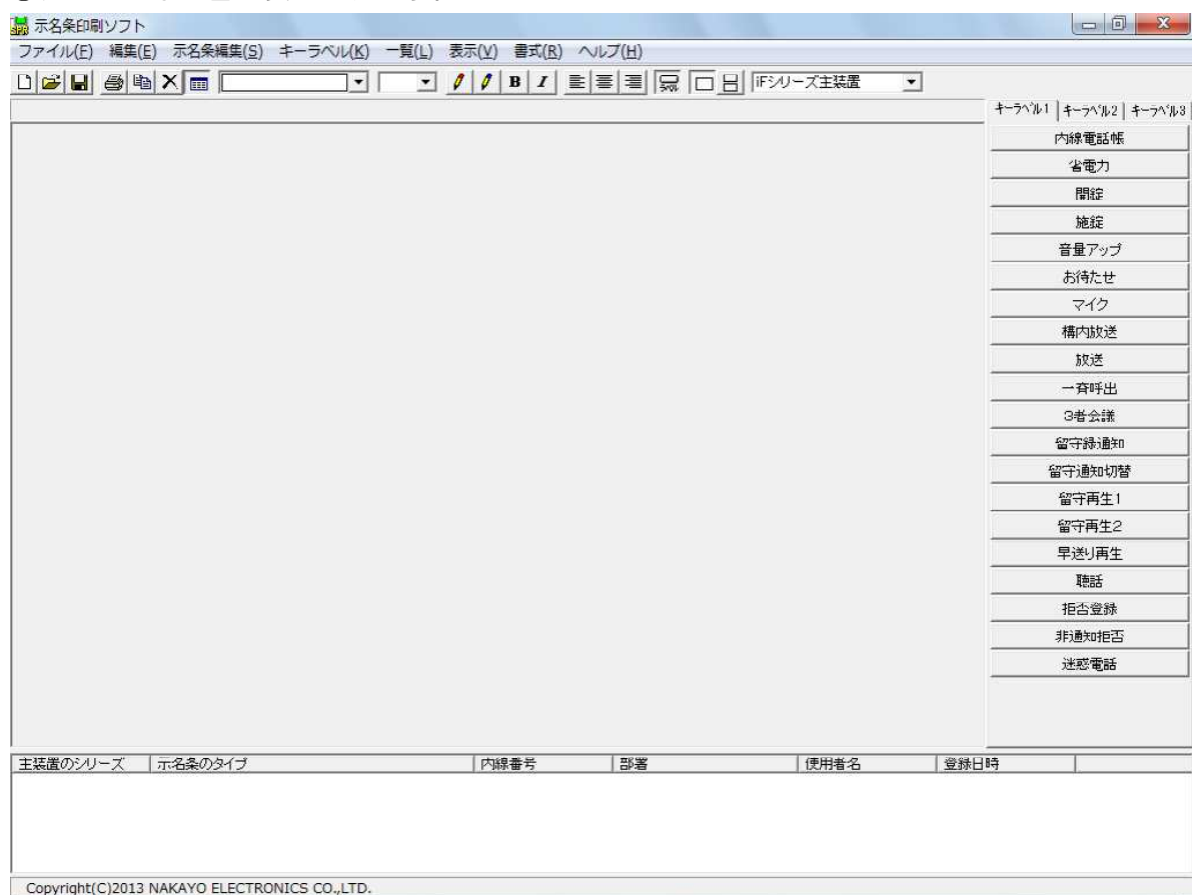 示名条印刷ソフト
ファイル(F) 編集(E) 示名条編集(S) キーラベル(K) 一覧(L) 表示(V) 書式(R) ヘルプ(H)
B I iFシリーズ主装置
キーラベル1 キーラベル2 キーラベル3
内線電話帳
省電力
開錠
施錠
音量アップ
お待たせ
マイク
構内放送
放送
一斉呼出
3者会議
留守録通知
留守通知切替
留守再生1
留守再生2
早送り再生
聴話
拒否登録
非通知拒否
迷惑電話
主装置のシリーズ 示名条のタイプ 内線番号 部署 使用者名 登録日時
Copyright(C)2013 NAKAYO ELECTRONICS CO.,LTD.